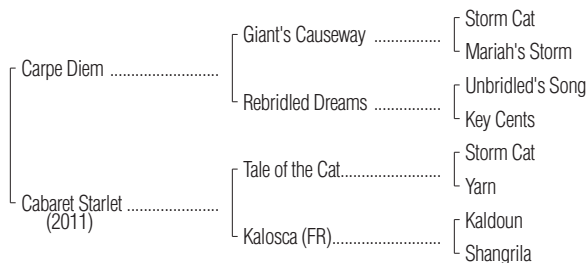 Storm Cat
Giant's Causeway ................
Mariah's Storm
Carpe Diem ..........................
Unbridled's Song
Rebridled Dreams ................
Key Cents
Storm Cat
Tale of the Cat......................
Yarn
Cabaret Starlet ......................
(2011)
Kaldoun
Kalosca (FR)........................
Shangrila